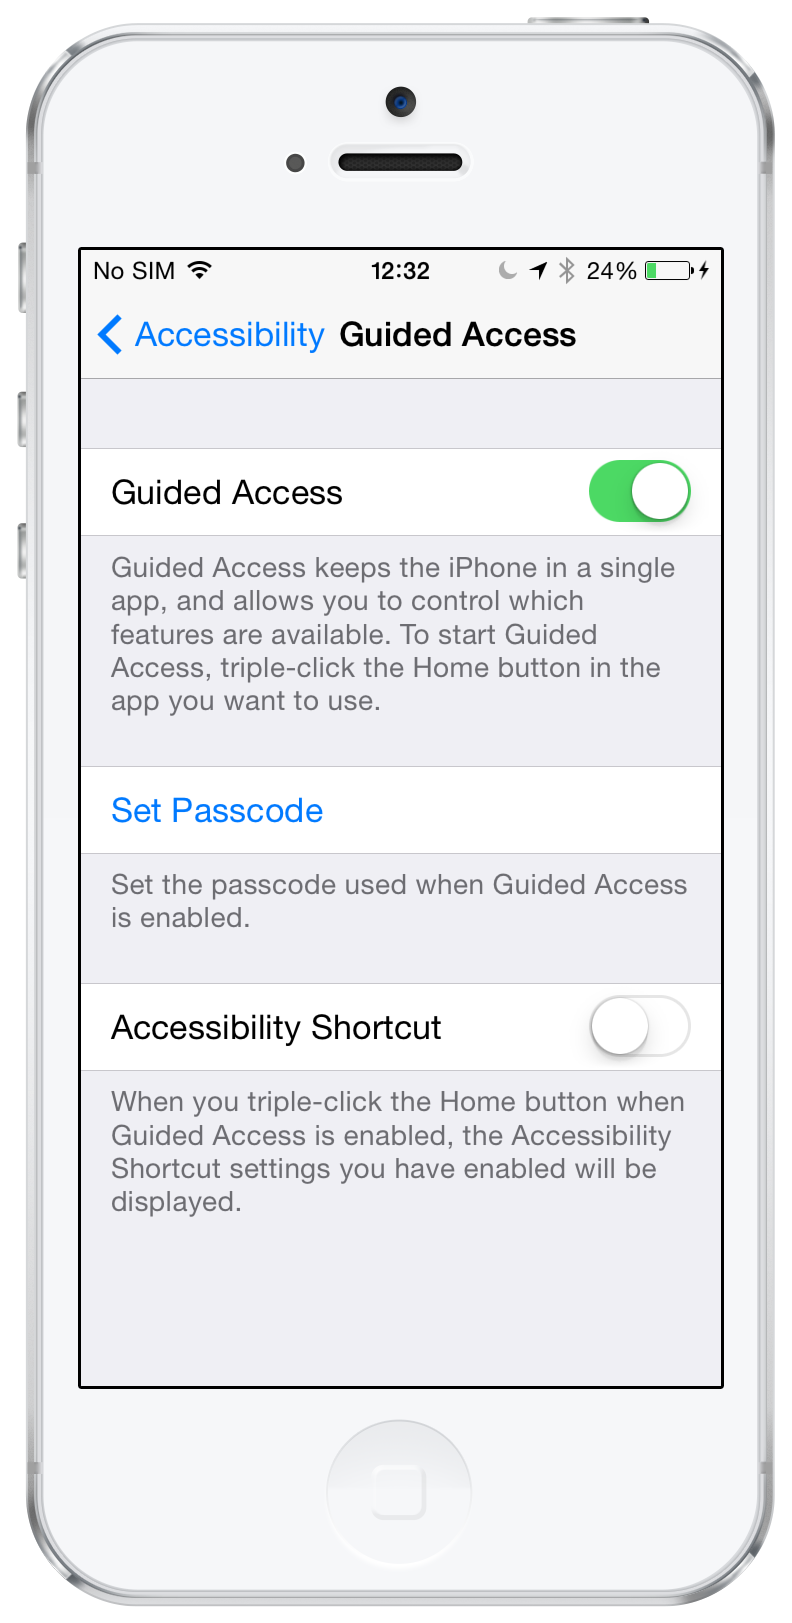 No SIM 12:32 24%
Accessibility Guided Access
Guided Access
Guided Access keeps the iPhone in a single
app, and allows you to control which
features are available. To start Guided
Access, triple-click the Home button in the
app you want to use.
Set Passcode
Set the passcode used when Guided Access
is enabled.
Accessibility Shortcut
When you triple-click the Home button when
Guided Access is enabled, the Accessibility
Shortcut settings you have enabled will be
displayed.